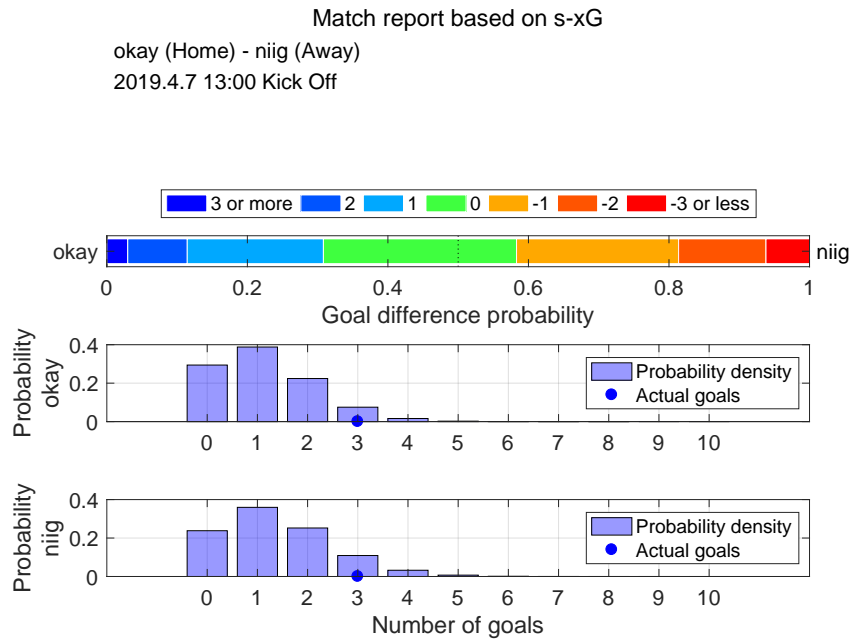 Match report based on s-xG
okay (Home) - niig (Away)
2019.4.7 13:00 Kick Off
3 or more 2 1 0 -1 -2 -3 or less
okay niig
0 0.2 0.4 0.6 0.8 1
Goal difference probability
Probability
okay
0.4
0.2
0
Probability density
Actual goals
0 1 2 3 4 5 6 7 8 9 10
Probability
niig
0.4
0.2
0
Probability density
Actual goals
0 1 2 3 4 5 6 7 8 9 10
Number of goals